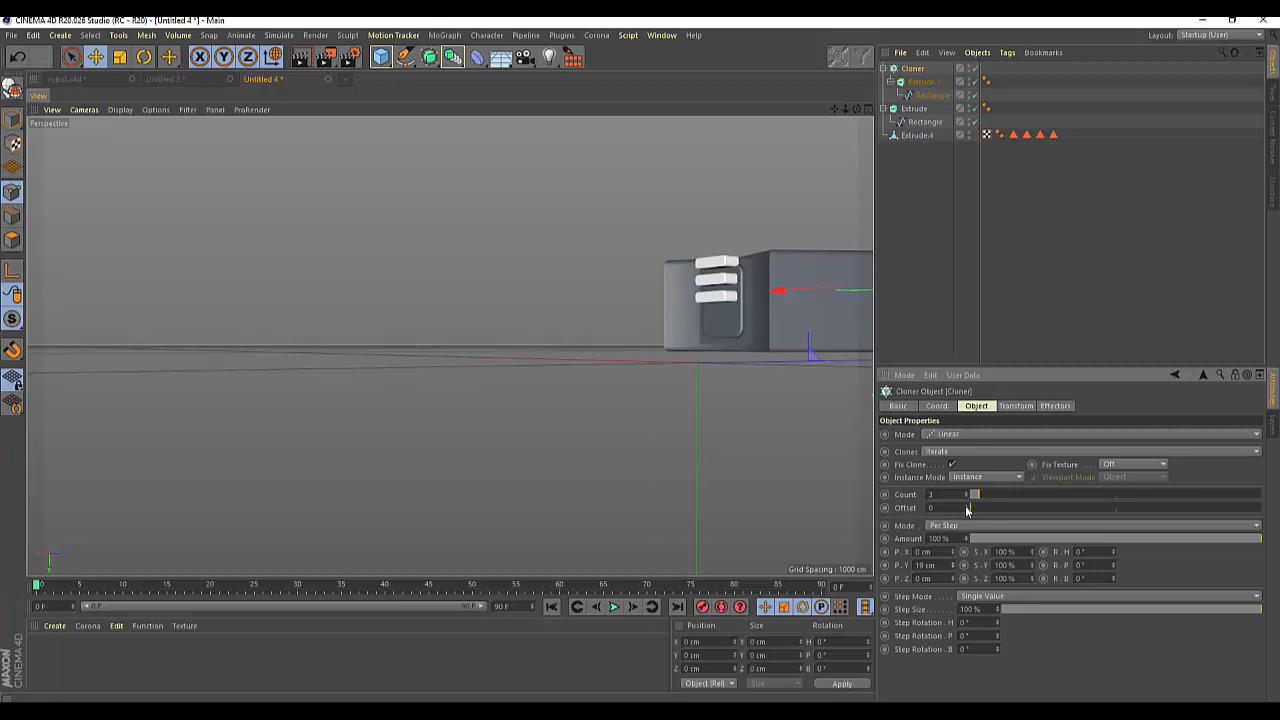 CINEMA 4D R20.026 Studio (RC - R20) - [Untitled 4 *] - Main
File Edit Create Select Tools Mesh Volume Snap Animate Simulate Render Sculpt Motion Tracker MoGraph Character Pipeline Plugins Corona Script Window Help
Layout: Startup (User)
File Edit View Objects Tags Bookmarks
robot.c4d * Untitled 3 * Untitled 4 *
Cloner
Extrude.
Rectangle
Extrude
Rectangle
Extrude.4
View
View Cameras Display Options Filter Panel ProRender
Perspective
Grid Spacing : 1000 cm
Mode Edit User Data
Cloner Object [Cloner]
Basic Coord. Object Transform Effectors
Object Properties
Mode Linear
Clones Iterate
Fix Clone Fix Texture Off
Instance Mode Instance Viewport Mode Object
Count 3
Offset 0
Mode Per Step
Amount 100 %
P . X 0 cm S . X 100 % R . H 0 °
P . Y 19 cm S . Y 100 % R . P 0 °
P . Z 0 cm S . Z 100 % R . B 0 °
Step Mode Single Value
Step Size 100 %
Step Rotation . H 0 °
Step Rotation . P 0 °
Step Rotation . B 0 °
0 5 10 15 20 25 30 35 40 45 50 55 60 65 70 75 80 85 90 0 F
0 F 0 F 90 F 90 F
Create Corona Edit Function Texture
Position Size Rotation
X 0 cm X 0 cm H 0 °
Y 0 cm Y 0 cm P 0 °
Z 0 cm Z 0 cm B 0 °
Object (Rel) Size Apply
MAXON
CINEMA 4D